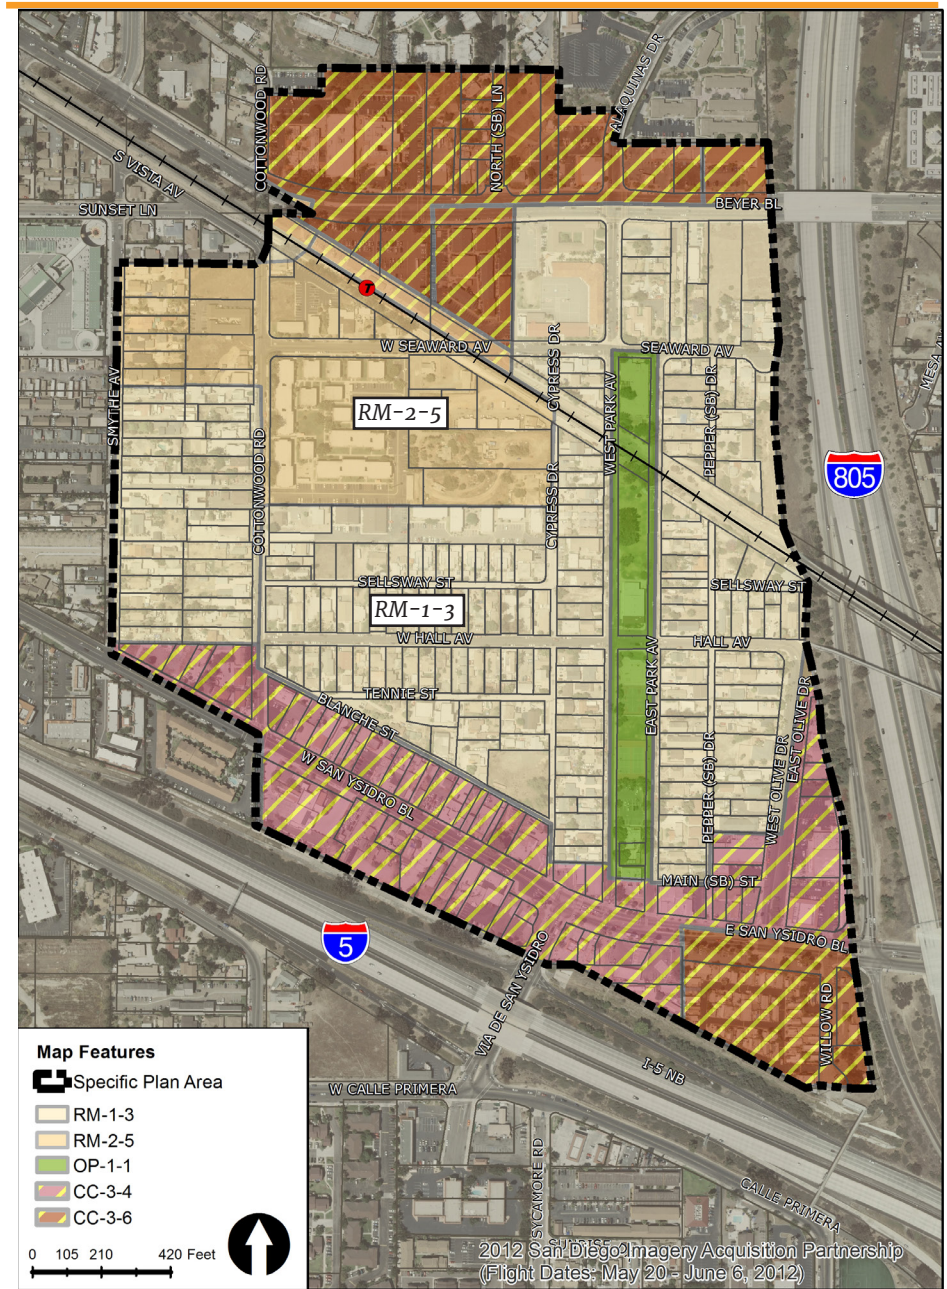 ALAQUINAS DR
COTTONWOOD RD
NORTH (SB) LN
S VISTA AV
SUNSET LN
BEYER BL
T
W SEAWARD AV
SEAWARD AV
CYPRESS DR
WEST PARK AV
PEPPER (SB) DR
SMYTHE AV
RM-2-5
805
COTTONWOOD RD
CYPRESS DR
SELLSWAY ST
SELLSWAY ST
RM-1-3
W HALL AV
HALL AV
EAST PARK AV
TENNIE ST
BLANCHE ST
EAST OLIVE DR
WEST OLIVE DR
PEPPER (SB) DR
W SAN YSIDRO BL
MAIN (SB) ST
E SAN YSIDRO BL
5
VIA DE SAN YSIDRO
WILLOW RD
I-5 NB
W CALLE PRIMERA
CALLE PRIMERA
SYCAMORE RD
Map Features
Specific Plan Area
RM-1-3
RM-2-5
OP-1-1
CC-3-4
CC-3-6
0 105 210 420 Feet
2012 San Diego Imagery Acquisition Partnership
(Flight Dates: May 20 - June 6, 2012)